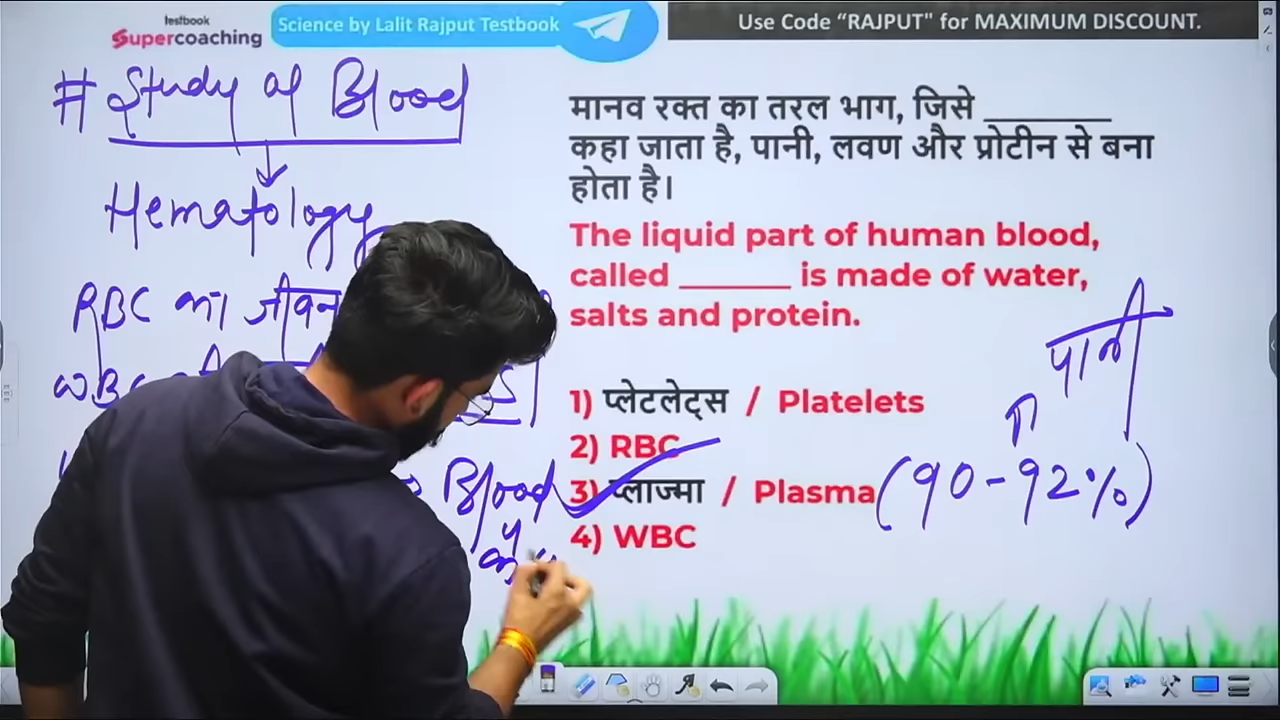 testbook
Supercoaching
Science by Lalit Rajput Testbook
Use Code “RAJPUT" for MAXIMUM DISCOUNT.
# Study of Blood
Hematology
RBC का जीवन
WBC
Blood
मानव रक्त का तरल भाग, जिसे ________
कहा जाता है, पानी, लवण और प्रोटीन से बना
होता है।
The liquid part of human blood,
called _______ is made of water,
salts and protein.
पानी
1) प्लेटलेट्स / Platelets
2) RBC
3) प्लाज्मा / Plasma (90-92%)
4) WBC